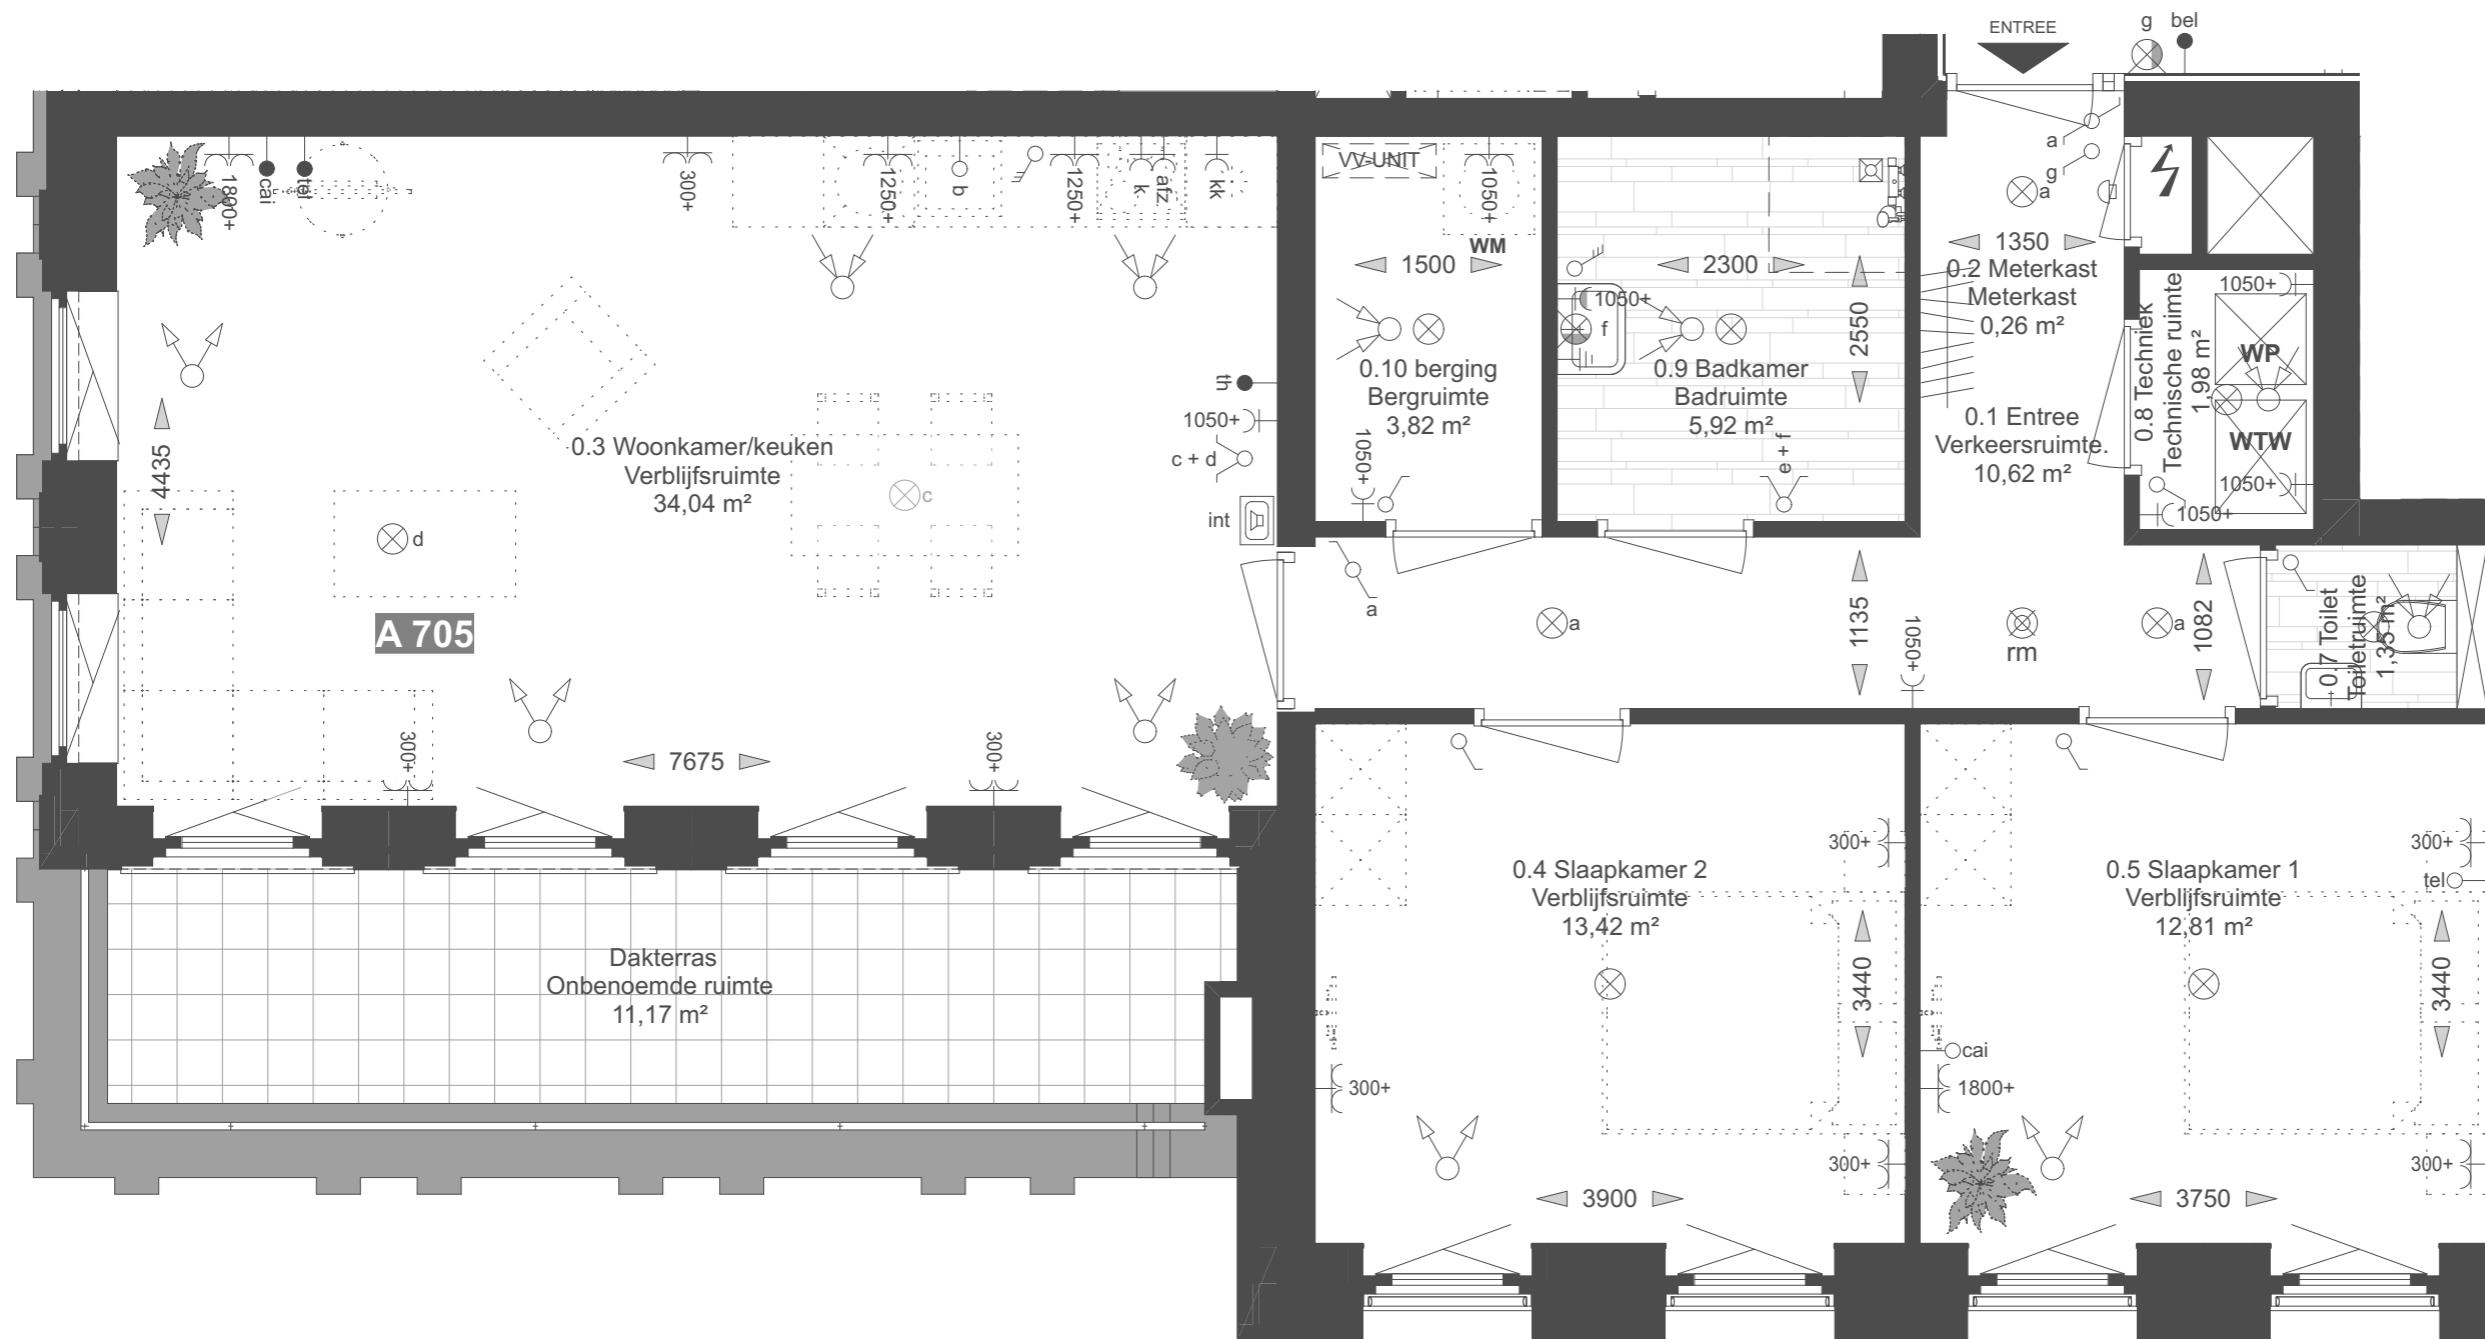 ENTREE
g
bel
a
g
a
1800+
cai
tel
300+
1250+
b
1250+
k
afz
kk
VV-UNIT
1050+
WM
1500
2300
1350
0.2 Meterkast
Meterkast
0,26 m²
1050+
f
2550
1050+
0.10 berging
Bergruimte
3,82 m²
0.9 Badkamer
Badruimte
5,92 m²
0.8 Techniek
Technische ruimte
1,98 m²
WP
WTW
1050+
1050+
0.1 Entree
Verkeersruimte.
10,62 m²
th
1050+
c + d
int
1050+
e + f
4435
0.3 Woonkamer/keuken
Verblijfsruimte
34,04 m²
c
d
A 705
a
a
1135
1050+
rm
a
1082
0.7 Toilet
Toiletruimte
1,35 m²
300+
7675
300+
300+
300+
0.4 Slaapkamer 2
Verblijfsruimte
13,42 m²
0.5 Slaapkamer 1
Verblijfsruimte
12,81 m²
tel
3440
3440
Dakterras
Onbenoemde ruimte
11,17 m²
cai
300+
1800+
300+
300+
3900
3750